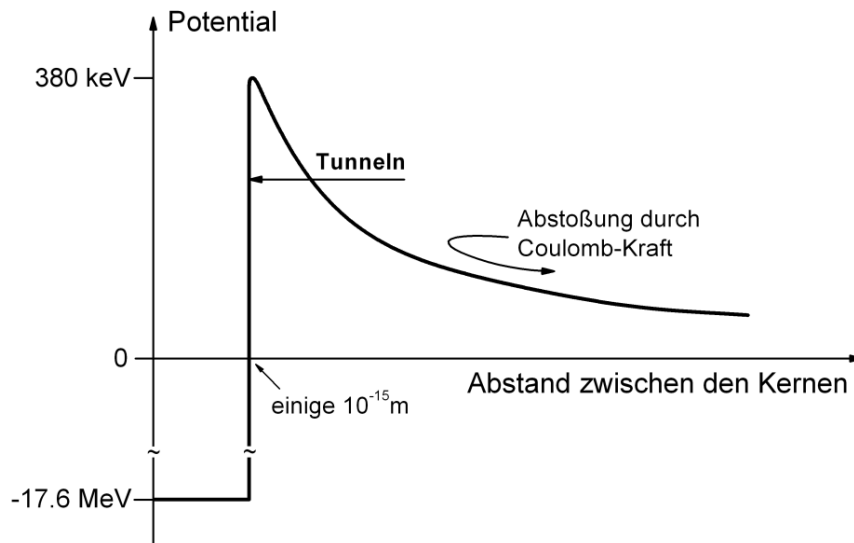 Potential
380 keV
Tunneln
Abstoßung durch
Coulomb-Kraft
0
Abstand zwischen den Kernen
einige 10⁻¹⁵m
~ ~
-17.6 MeV